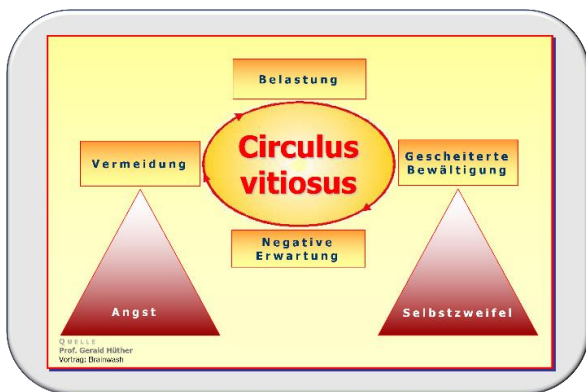 Belastung
Circulus
vitiosus
Vermeidung
Gescheiterte
Bewältigung
Negative
Erwartung
Angst
Selbstzweifel
QUELLE
Prof. Gerald Hüther
Vortrag: Brainwash